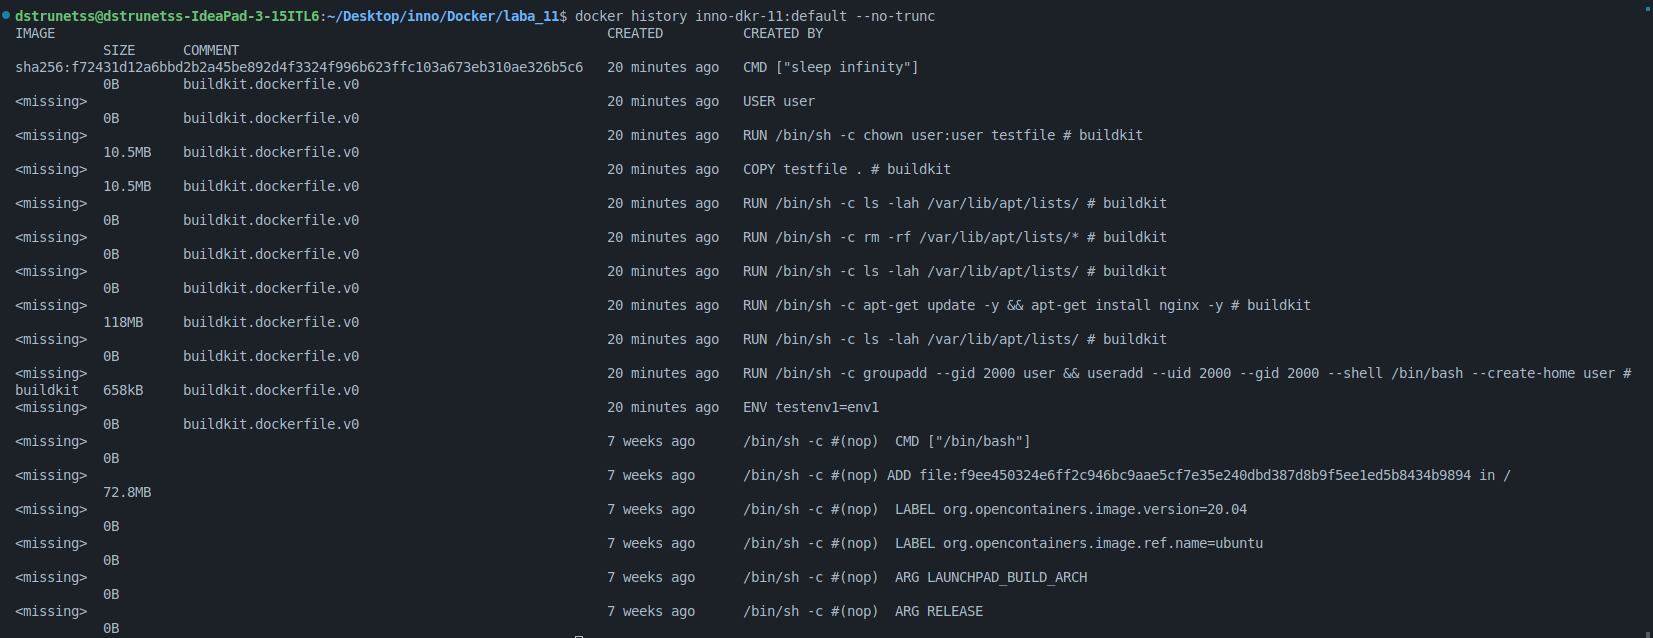 dstrunetss@dstrunetss-IdeaPad-3-15ITL6:~/Desktop/inno/Docker/laba_11$ docker history inno-dkr-11:default --no-trunc
IMAGE CREATED CREATED BY
SIZE COMMENT
sha256:f72431d12a6bbd2b2a45be892d4f3324f996b623ffc103a673eb310ae326b5c6 20 minutes ago CMD ["sleep infinity"]
0B buildkit.dockerfile.v0
<missing> 20 minutes ago USER user
0B buildkit.dockerfile.v0
<missing> 20 minutes ago RUN /bin/sh -c chown user:user testfile # buildkit
10.5MB buildkit.dockerfile.v0
<missing> 20 minutes ago COPY testfile . # buildkit
10.5MB buildkit.dockerfile.v0
<missing> 20 minutes ago RUN /bin/sh -c ls -lah /var/lib/apt/lists/ # buildkit
0B buildkit.dockerfile.v0
<missing> 20 minutes ago RUN /bin/sh -c rm -rf /var/lib/apt/lists/* # buildkit
0B buildkit.dockerfile.v0
<missing> 20 minutes ago RUN /bin/sh -c ls -lah /var/lib/apt/lists/ # buildkit
0B buildkit.dockerfile.v0
<missing> 20 minutes ago RUN /bin/sh -c apt-get update -y && apt-get install nginx -y # buildkit
118MB buildkit.dockerfile.v0
<missing> 20 minutes ago RUN /bin/sh -c ls -lah /var/lib/apt/lists/ # buildkit
0B buildkit.dockerfile.v0
<missing> 20 minutes ago RUN /bin/sh -c groupadd --gid 2000 user && useradd --uid 2000 --gid 2000 --shell /bin/bash --create-home user #
buildkit 658kB buildkit.dockerfile.v0
<missing> 20 minutes ago ENV testenv1=env1
0B buildkit.dockerfile.v0
<missing> 7 weeks ago /bin/sh -c #(nop) CMD ["/bin/bash"]
0B
<missing> 7 weeks ago /bin/sh -c #(nop) ADD file:f9ee450324e6ff2c946bc9aae5cf7e35e240dbd387d8b9f5ee1ed5b8434b9894 in /
72.8MB
<missing> 7 weeks ago /bin/sh -c #(nop) LABEL org.opencontainers.image.version=20.04
0B
<missing> 7 weeks ago /bin/sh -c #(nop) LABEL org.opencontainers.image.ref.name=ubuntu
0B
<missing> 7 weeks ago /bin/sh -c #(nop) ARG LAUNCHPAD_BUILD_ARCH
0B
<missing> 7 weeks ago /bin/sh -c #(nop) ARG RELEASE
0B